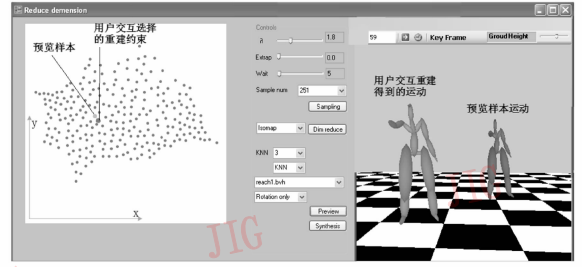 Reduce demension
用户交互选择
的重建约束
预览样本
y
x
Controls
1.8
Extrap 0.0
Wait 5
Sample num 251
Sampling
Isomap Dim reduce
KNN 3
KNN
reach1.bvh
Rotation only
Preview
Synthesis
59 Key Frame Groud Height
用户交互重建
得到的运动
预览样本运动
JIG
JIG